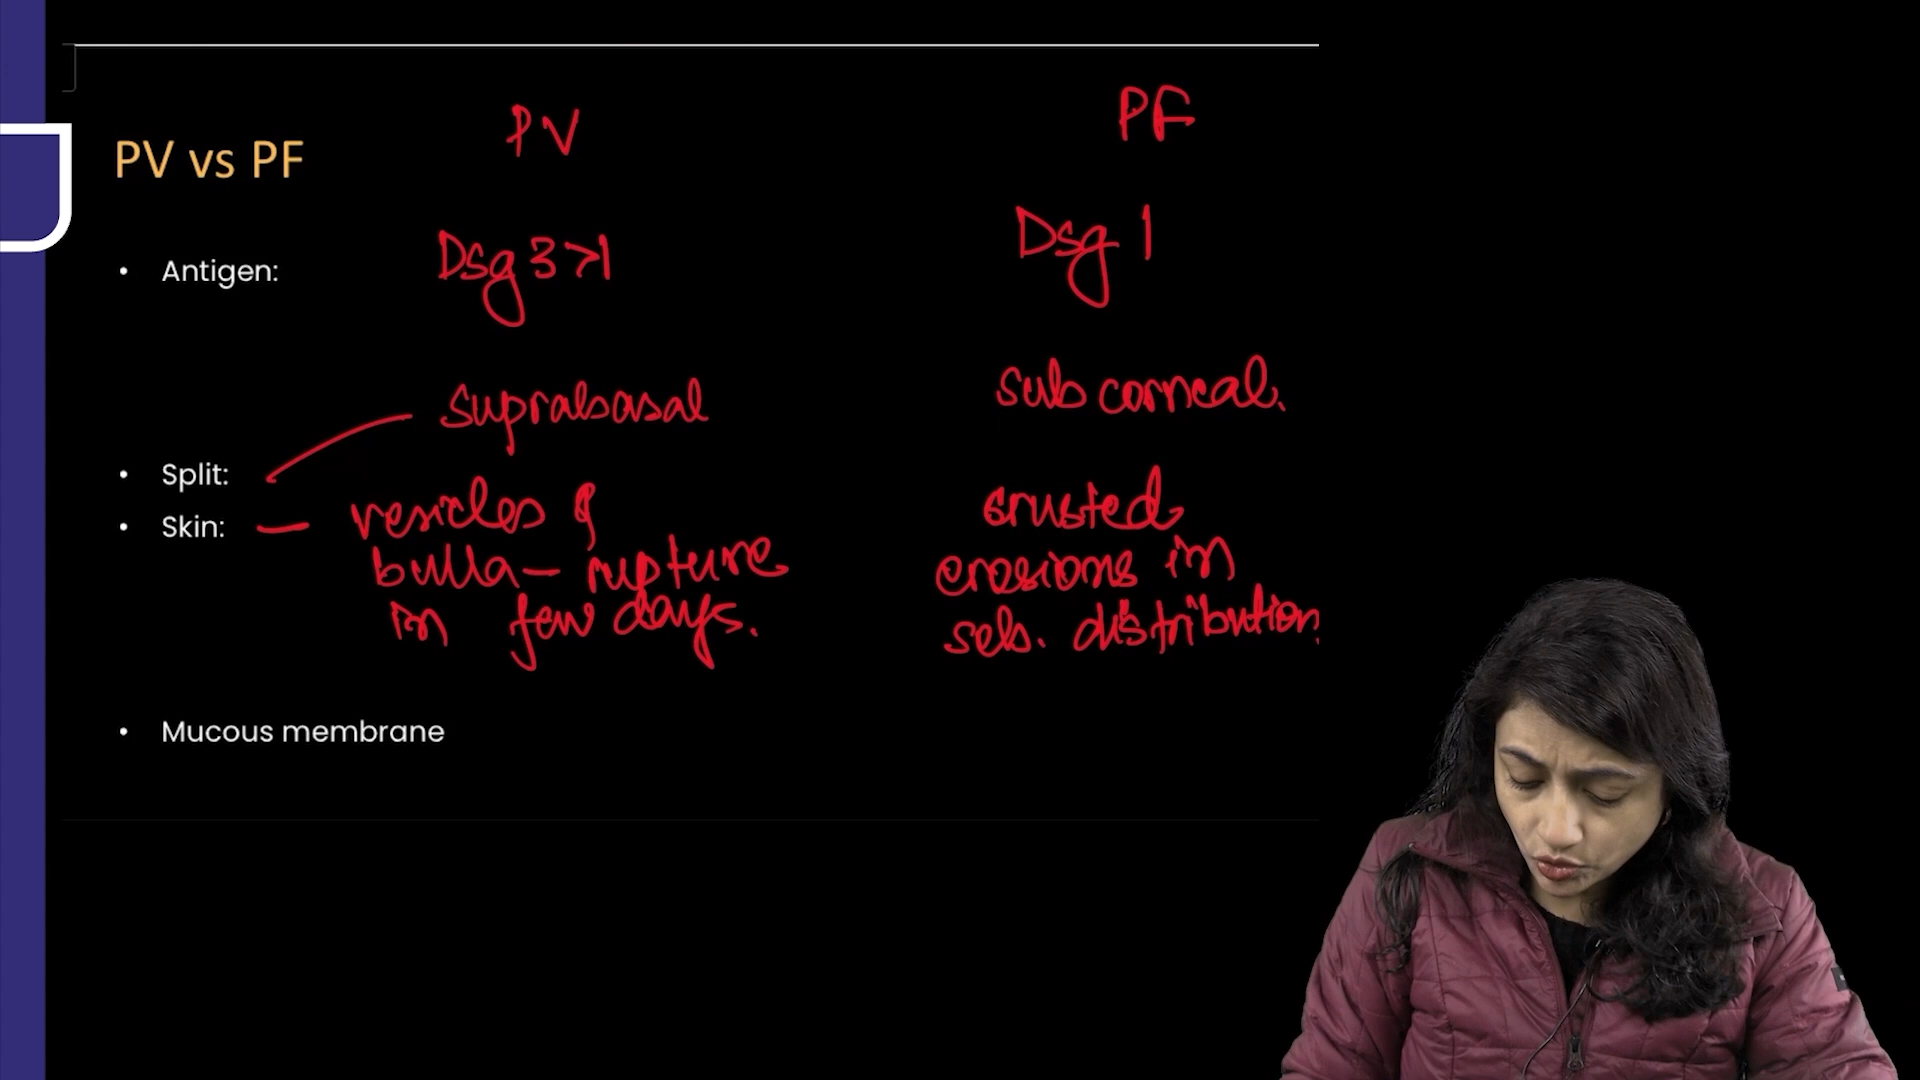 PV PF
PV vs PF
Dsg 3>1 Dsg 1
• Antigen:
suprabasal sub corneal.
• Split:
• Skin: — vesicles & crusted
bulla — rupture erosions in
in few days. seb. distribution.
• Mucous membrane